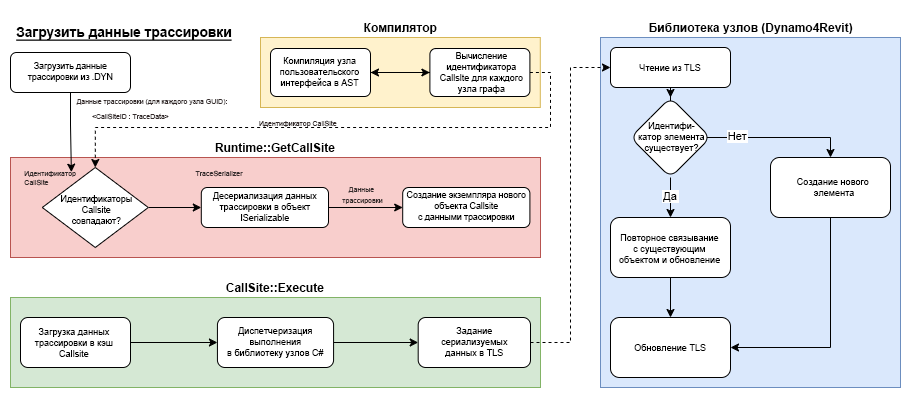 Загрузить данные трассировки
Загрузить данные
трассировки из .DYN
Данные трассировки (для каждого узла GUID):
<CallSiteID : TraceData>
Компилятор
Компиляция узла
пользовательского
интерфейса в AST
Вычисление
идентификатора
Callsite для каждого
узла графа
Идентификатор CallSite
Runtime::GetCallSite
Идентификатор
CallSite
Идентификаторы
Callsite
совпадают?
TraceSerializer
Десериализация данных
трассировки в объект
ISerializable
Данные
трассировки
Создание экземпляра нового
объекта Callsite
с данными трассировки
CallSite::Execute
Загрузка данных
трассировки в кэш
Callsite
Диспетчеризация
выполнения
в библиотеку узлов C#
Задание
сериализуемых
данных в TLS
Библиотека узлов (Dynamo4Revit)
Чтение из TLS
Идентифи-
катор элемента
существует?
Нет
Да
Создание нового
элемента
Повторное связывание
с существующим
объектом и обновление
Обновление TLS